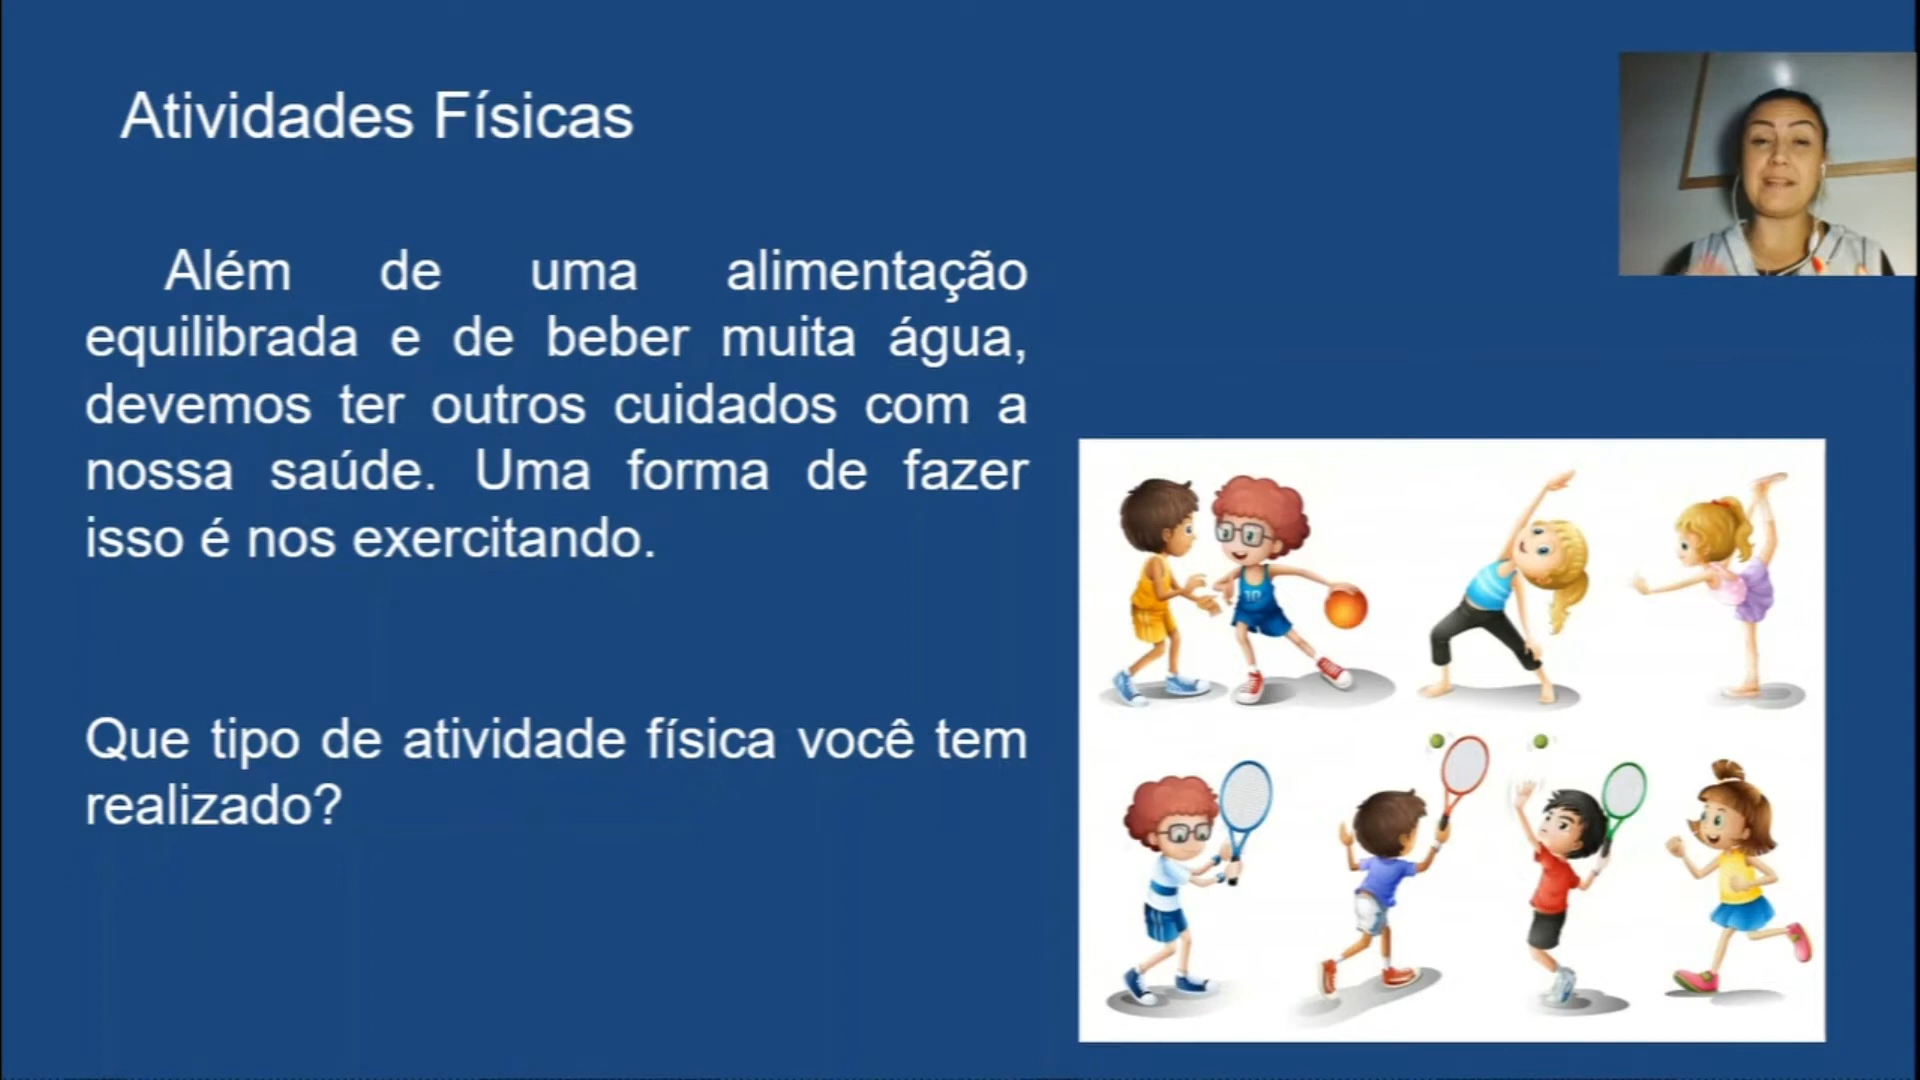 Atividades Físicas
Além de uma alimentação
equilibrada e de beber muita água,
devemos ter outros cuidados com a
nossa saúde. Uma forma de fazer
isso é nos exercitando.
Que tipo de atividade física você tem
realizado?
10